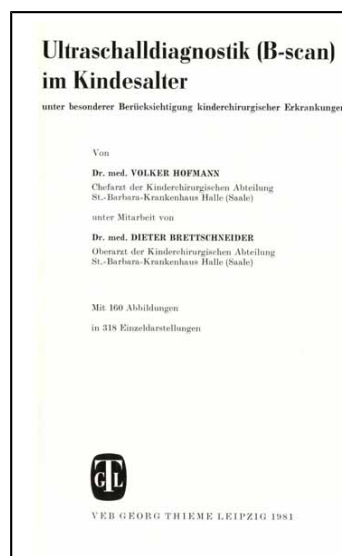 Ultraschalldiagnostik (B-scan)
im Kindesalter
unter besonderer Berücksichtigung kinderchirurgischer Erkrankungen
Von
Dr. med. VOLKER HOFMANN
Chefarzt der Kinderchirurgischen Abteilung
St.-Barbara-Krankenhaus Halle (Saale)
unter Mitarbeit von
Dr. med. DIETER BRETTSCHNEIDER
Oberarzt der Kinderchirurgischen Abteilung
St.-Barbara-Krankenhaus Halle (Saale)
Mit 160 Abbildungen
in 318 Einzeldarstellungen
GTL
VEB GEORG THIEME LEIPZIG 1981